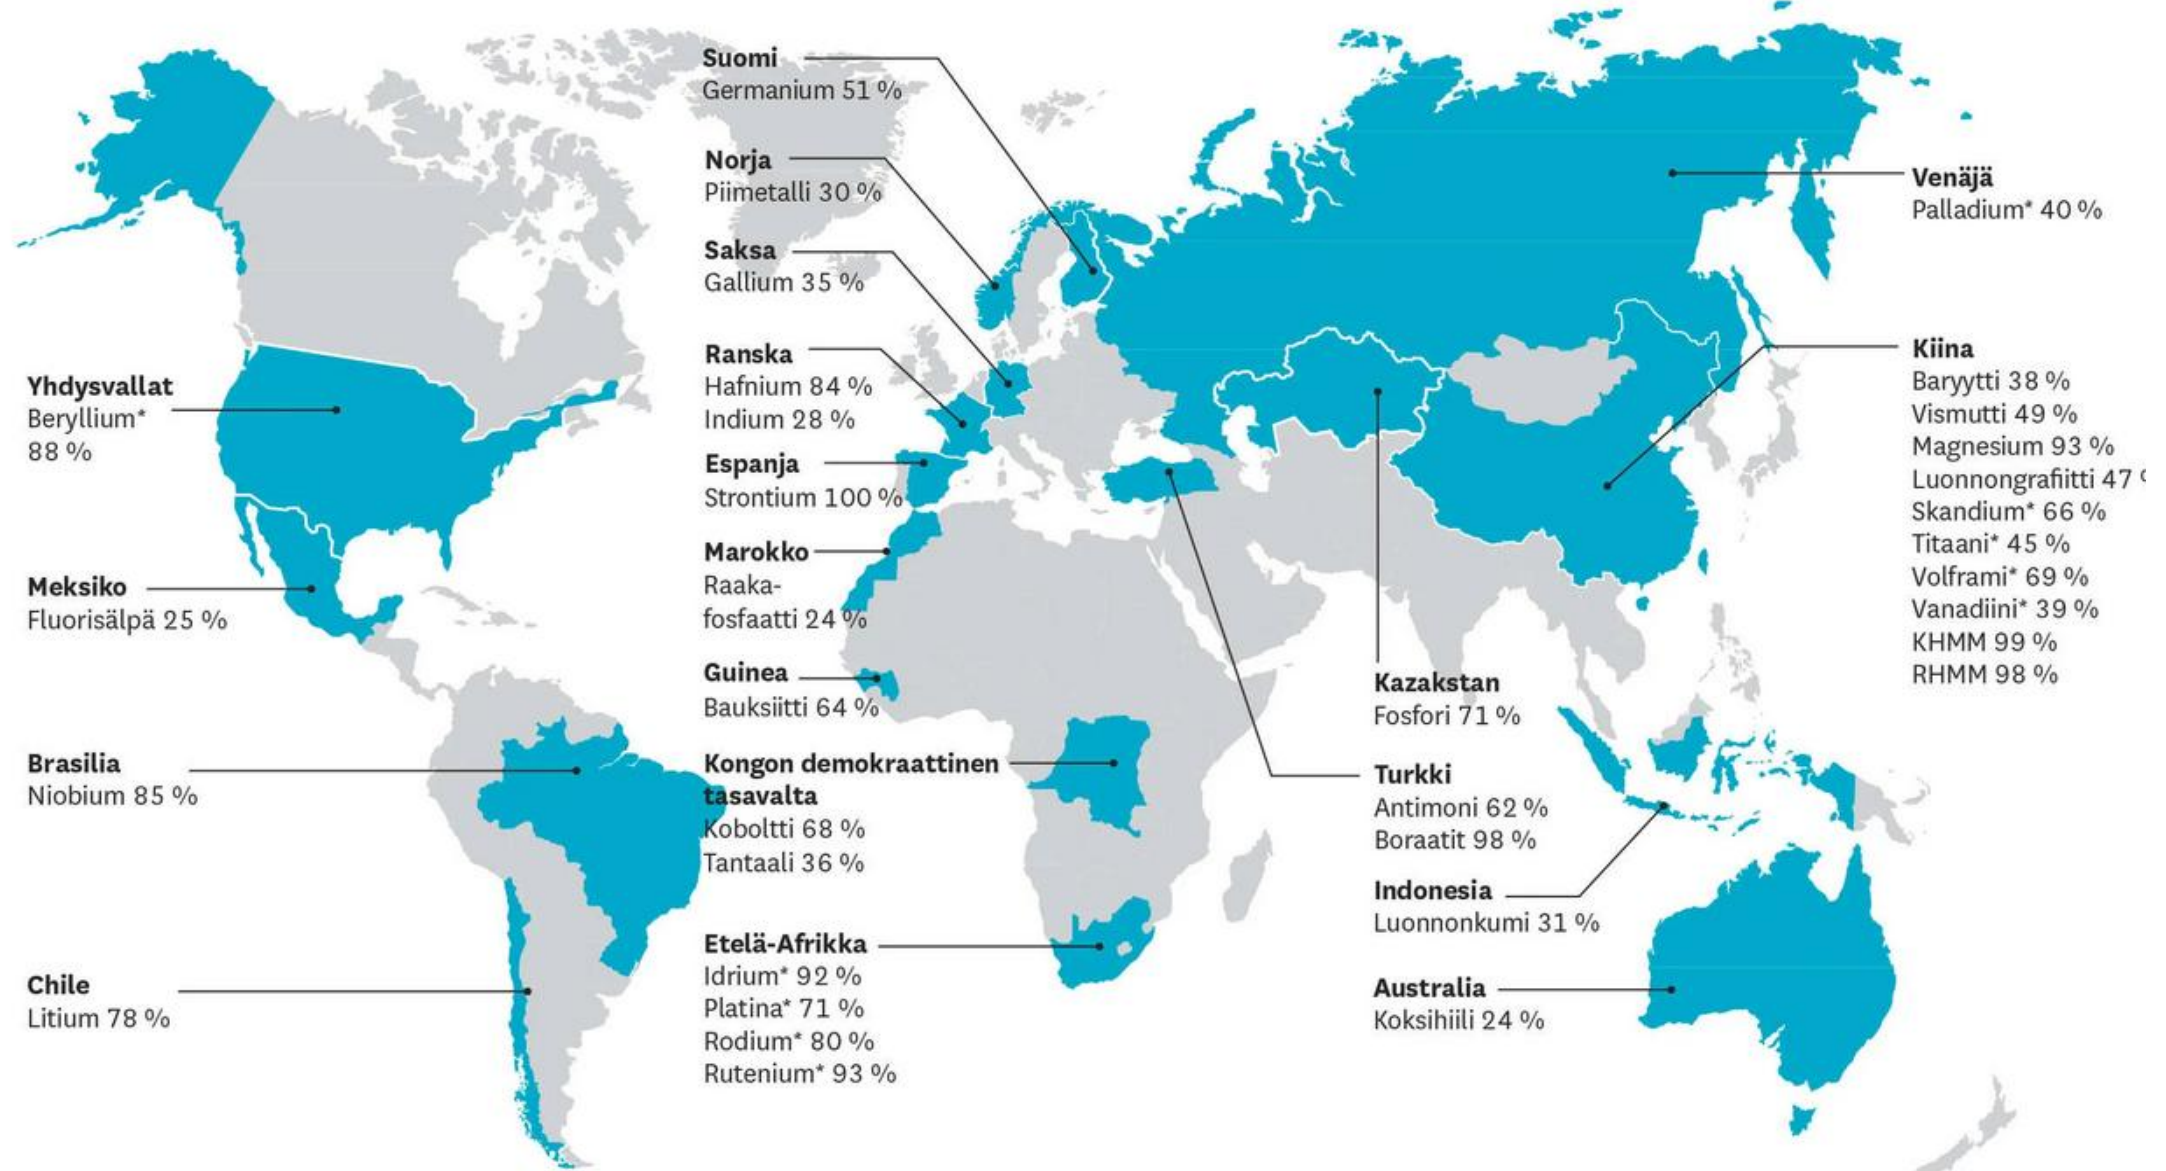 Suomi
Germanium 51 %
Norja
Piimetalli 30 %
Saksa
Gallium 35 %
Ranska
Hafnium 84 %
Indium 28 %
Espanja
Strontium 100 %
Marokko
Raaka-
fosfaatti 24 %
Guinea
Bauksiitti 64 %
Kongon demokraattinen
tasavalta
Koboltti 68 %
Tantaali 36 %
Etelä-Afrikka
Idrium* 92 %
Platina* 71 %
Rodium* 80 %
Rutenium* 93 %
Yhdysvallat
Beryllium*
88 %
Meksiko
Fluorisälpä 25 %
Brasilia
Niobium 85 %
Chile
Litium 78 %
Venäjä
Palladium* 40 %
Kiina
Baryytti 38 %
Vismutti 49 %
Magnesium 93 %
Luonnongrafiitti 47
Skandium* 66 %
Titaani* 45 %
Volframi* 69 %
Vanadiini* 39 %
KHMM 99 %
RHMM 98 %
Kazakstan
Fosfori 71 %
Turkki
Antimoni 62 %
Boraatit 98 %
Indonesia
Luonnonkumi 31 %
Australia
Koksihiili 24 %